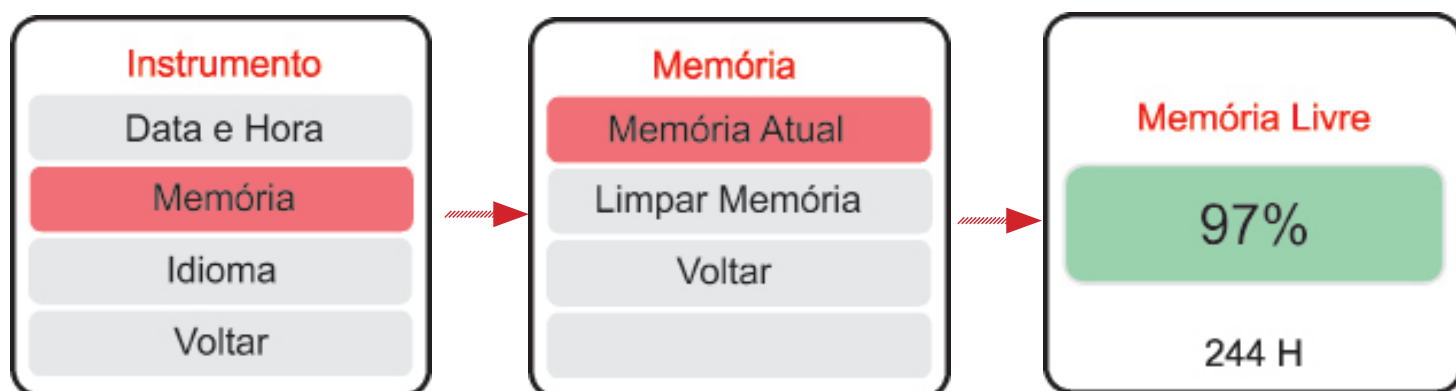 Instrumento
Data e Hora
Memória
Idioma
Voltar
Memória
Memória Atual
Limpar Memória
Voltar
Memória Livre
97%
244 H